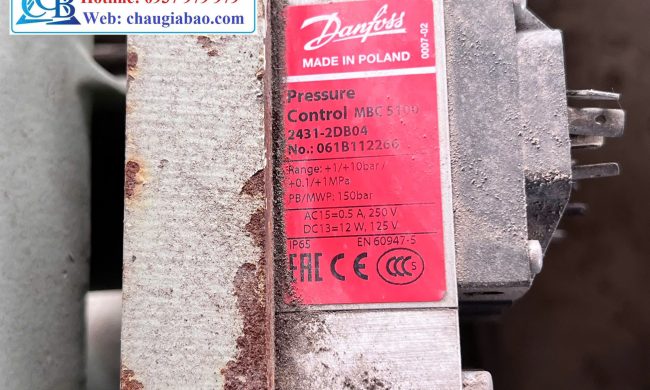 CB
Web: chaugiabao.com
Danfoss
MADE IN POLAND
0007-02
Pressure
Control MBC 5100
2431-2DB04
No.: 061B112266
Range: +1/+10bar/
+0.1/+1MPa
PB/MWP: 150bar
AC15=0.5 A, 250 V
DC13=12 W, 125 V
IP65 EN 60947-5
EAC CE CCC S